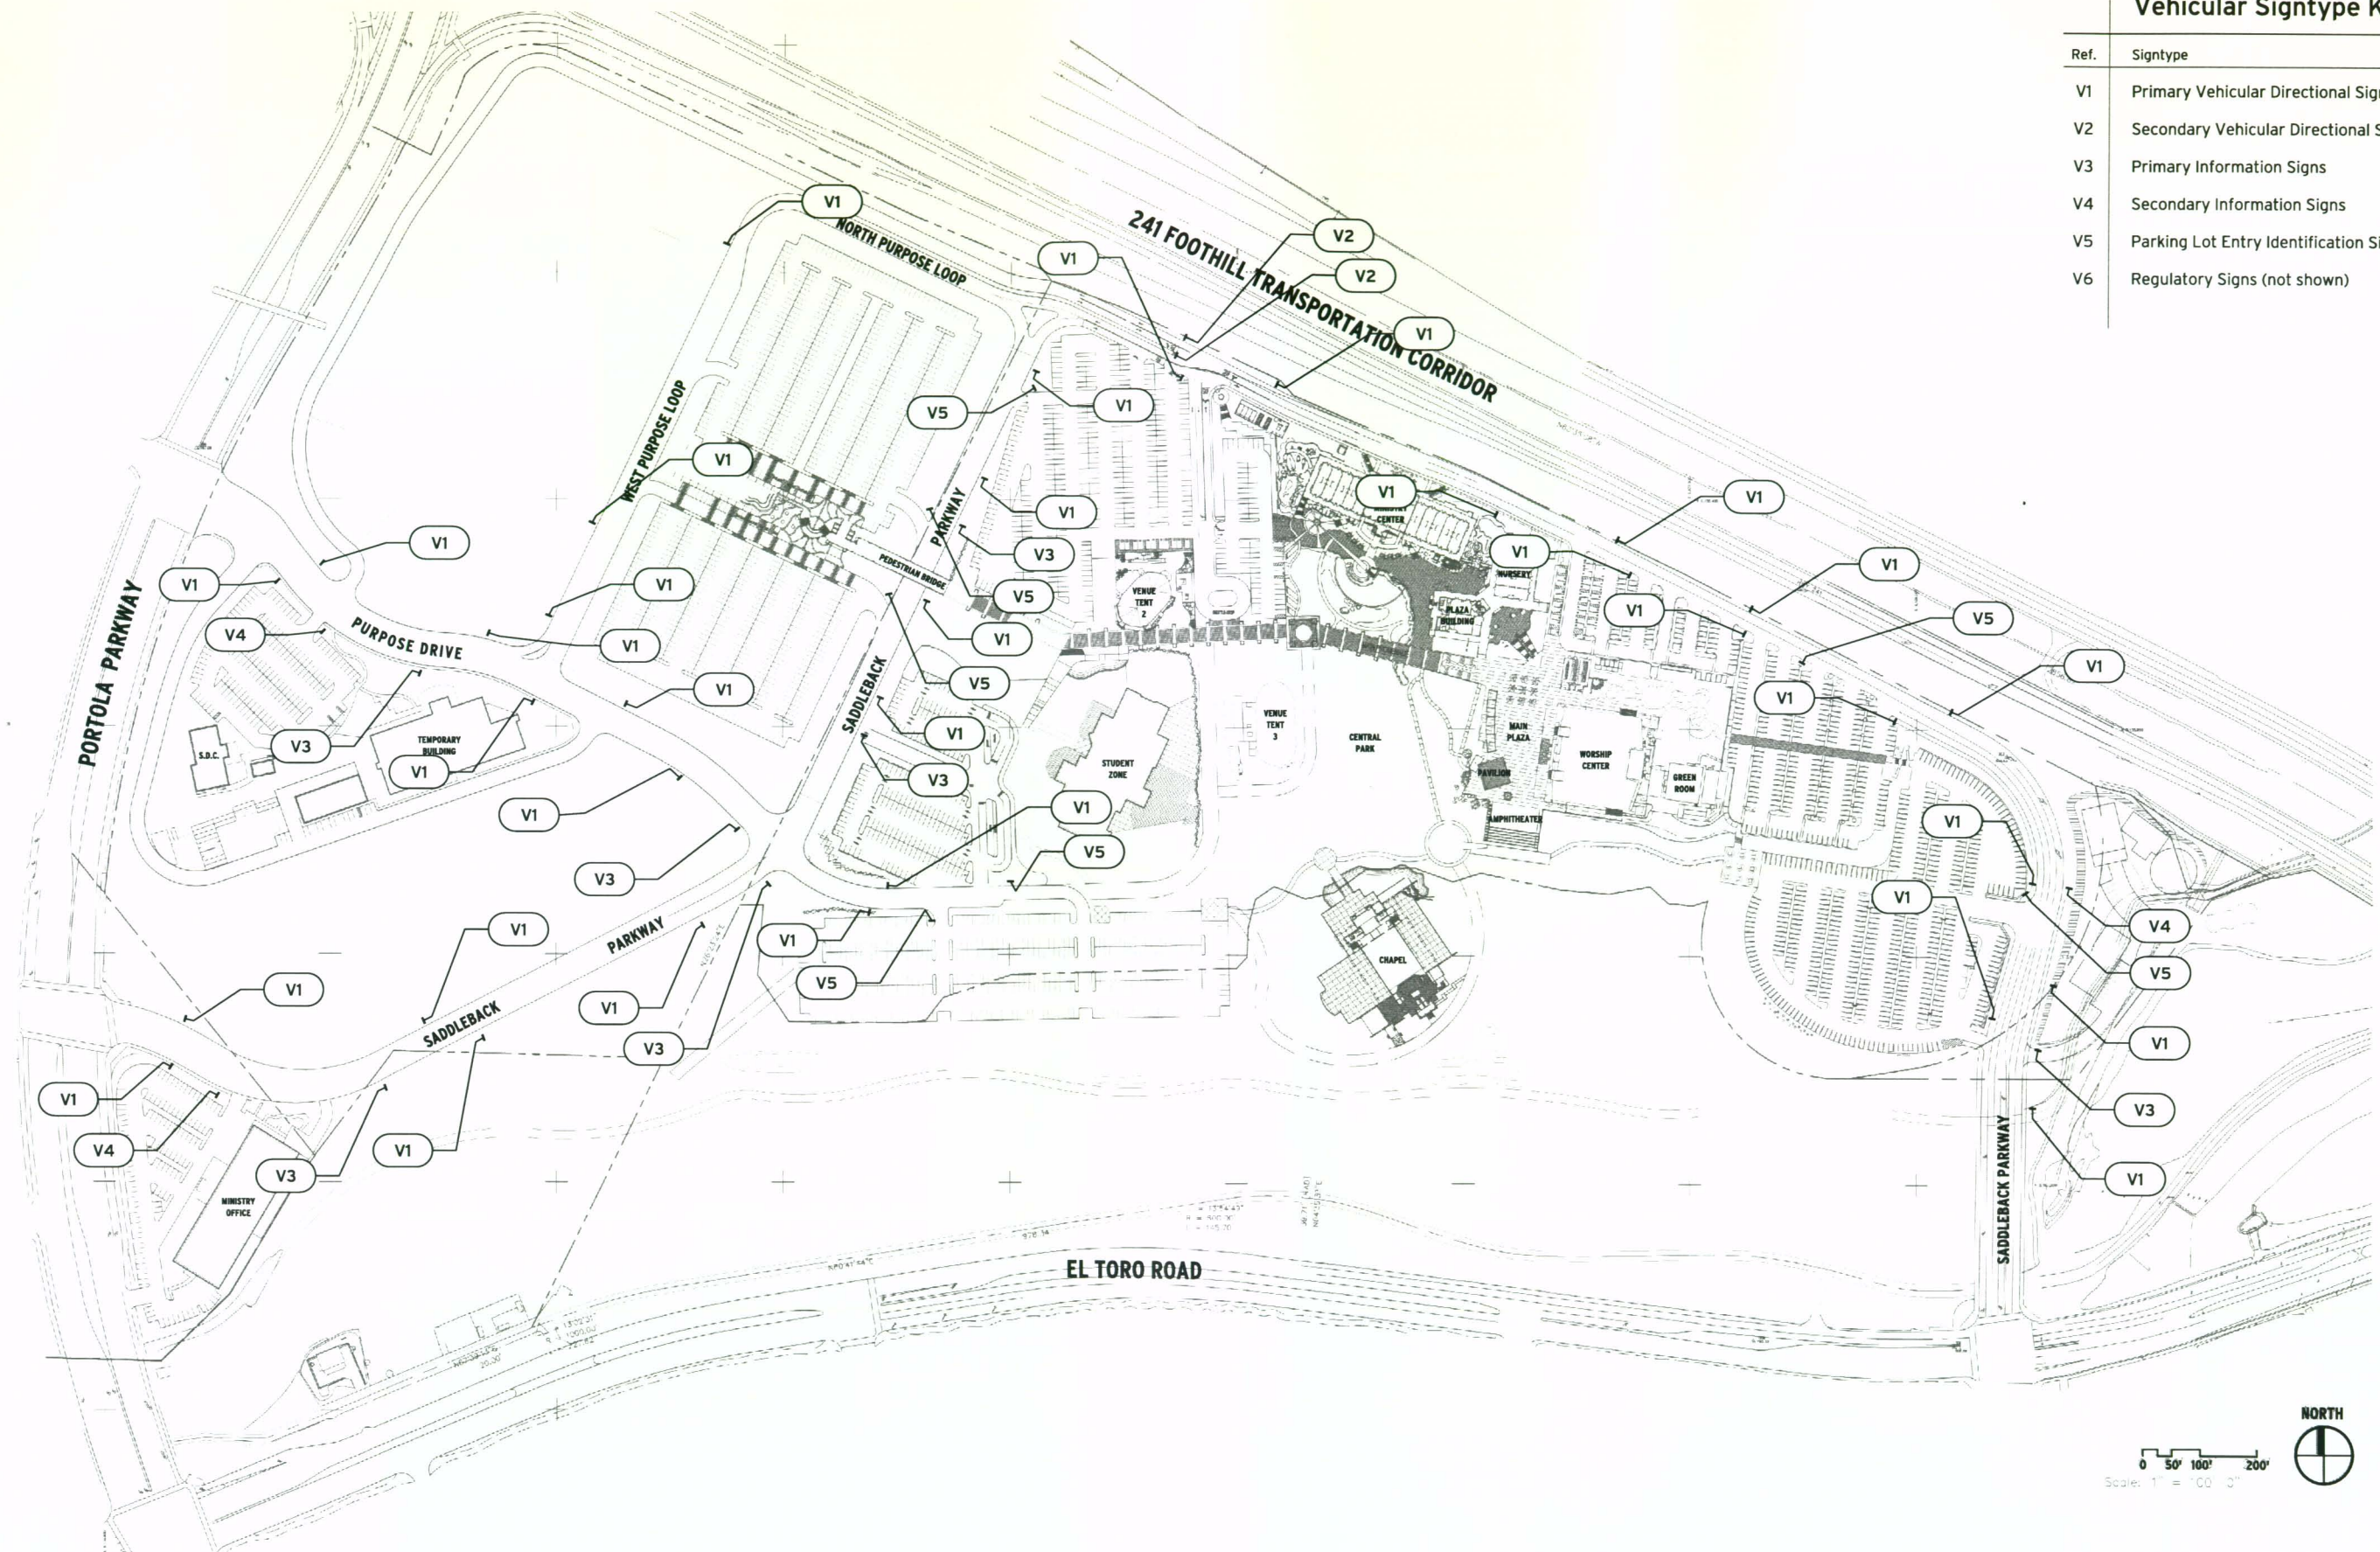 Vehicular Signtype
Ref. Signtype
V1 Primary Vehicular Directional
V2 Secondary Vehicular Directional
V3 Primary Information Signs
V4 Secondary Information Signs
V5 Parking Lot Entry Identification
V6 Regulatory Signs (not shown)
V1
NORTH PURPOSE LOOP
241 FOOTHILL TRANSPORTATION CORRIDOR
V2
V1
V2
V1
V5
V1
WEST PURPOSE LOOP
V1
V1
V1
V1
PARKWAY
MINISTRY
CENTER
V1
V3
V1
V1
PEDESTRIAN BRIDGE
V1
NURSERY
PORTOLA PARKWAY
V1
V1
V5
VENUE
TENT
2
PLAZA
BUILDING
V1
V5
V4
PURPOSE DRIVE
V1
V1
V1
V1
V5
V1
SADDLEBACK
V1
VENUE
TENT
3
CENTRAL
PARK
MAIN
PLAZA
WORSHIP
CENTER
S.D.C.
V3
TEMPORARY
BUILDING
V1
V3
STUDENT
ZONE
PAVILION
GREEN
ROOM
V1
V1
AMPHITHEATER
V1
V5
V3
V1
V1
PARKWAY
V1
V4
V5
V5
CHAPEL
V1
SADDLEBACK
V1
V3
V1
V1
V4
V3
V1
V3
V1
MINISTRY
OFFICE
SADDLEBACK PARKWAY
EL TORO ROAD
NORTH
0 50' 100' 200'